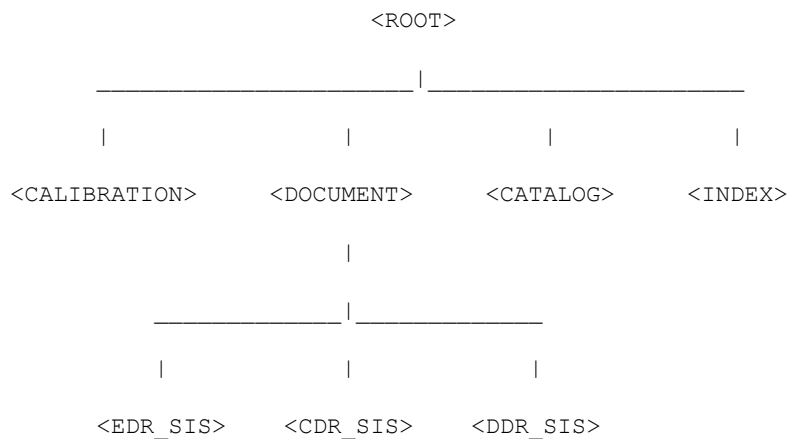 <ROOT>
<CALIBRATION> <DOCUMENT> <CATALOG> <INDEX>
<EDR_SIS> <CDR_SIS> <DDR_SIS>